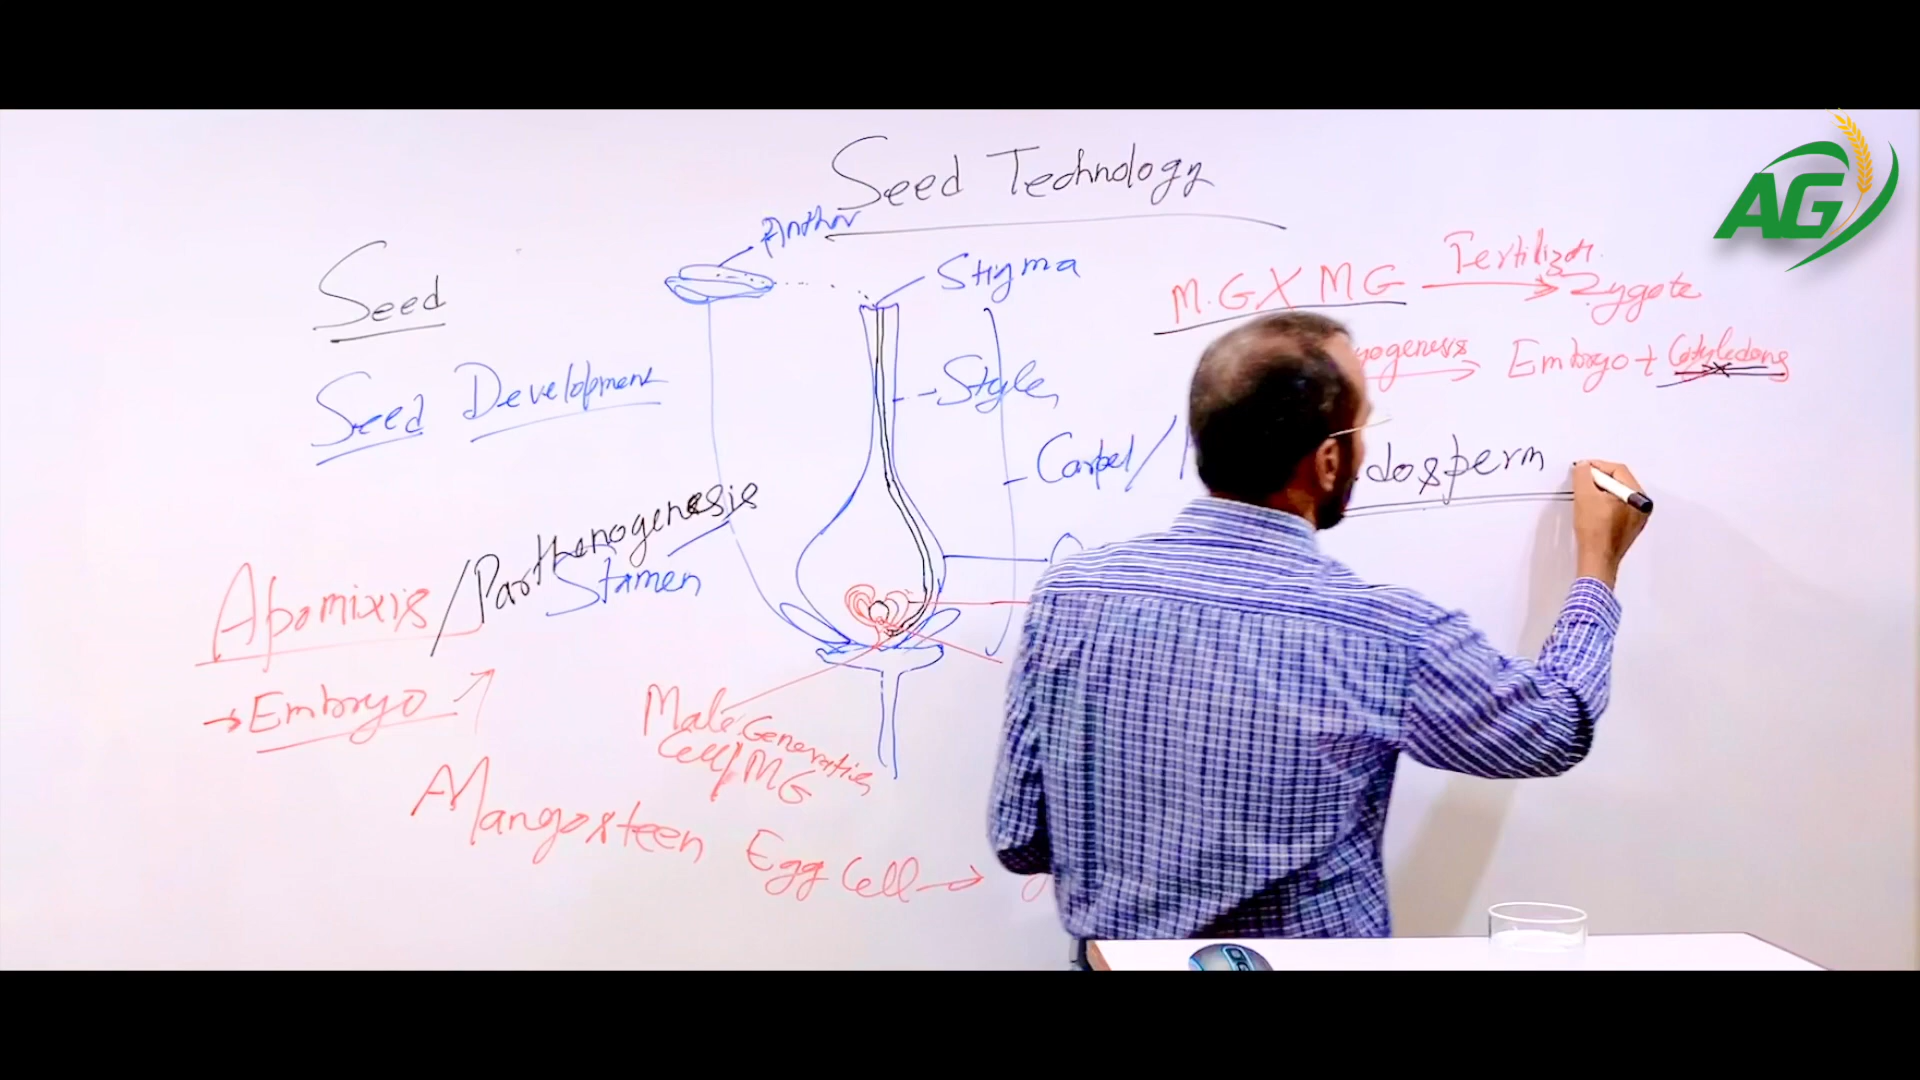 Seed Technology
AG
Anther
Stigma
Seed
M.G X MG Fertilizat. Zygote
yogenesis Embryo + Cotyledons
Seed Development
Style
Carpel /
dosperm
Apomixis / Parthenogenesis
Stamen
Embryo
Male Generative
Cell/MG
Mangosteen
Egg Cell